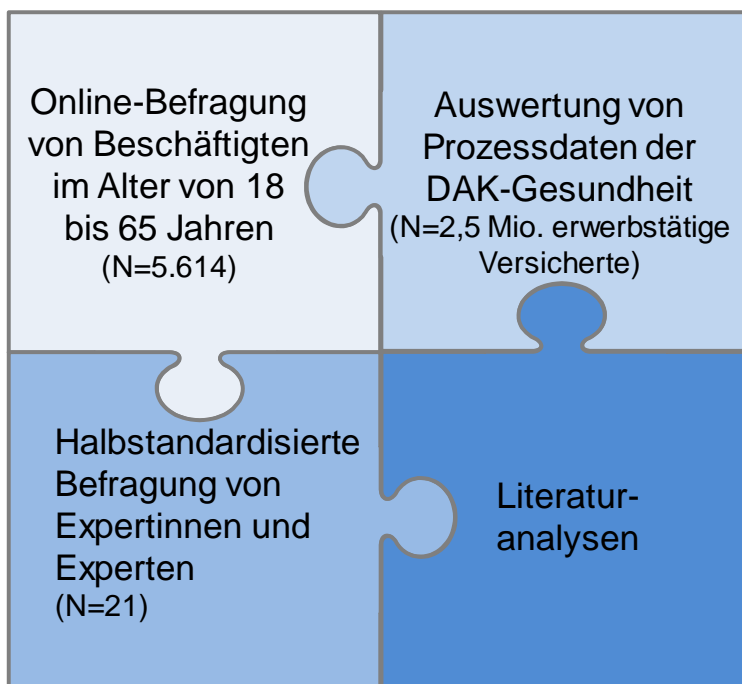 Online-Befragung
von Beschäftigten
im Alter von 18
bis 65 Jahren
(N=5.614)
Auswertung von
Prozessdaten der
DAK-Gesundheit
(N=2,5 Mio. erwerbstätige
Versicherte)
Halbstandardisierte
Befragung von
Expertinnen und
Experten
(N=21)
Literatur-
analysen